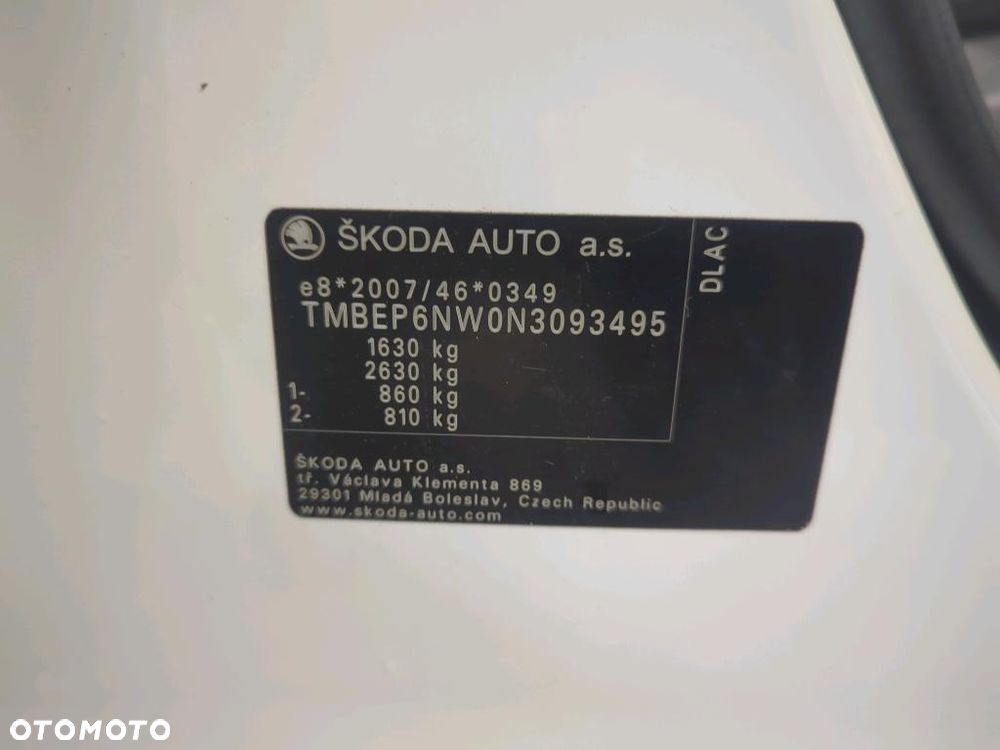 ŠKODA AUTO a.s.
DLAC
e8*2007/46*0349
TMBEP6NW0N3093495
1630 kg
2630 kg
1- 860 kg
2- 810 kg
ŠKODA AUTO a.s.
tř. Václava Klementa 869
29301 Mladá Boleslav, Czech Republic
www.skoda-auto.com
OTOMOTO